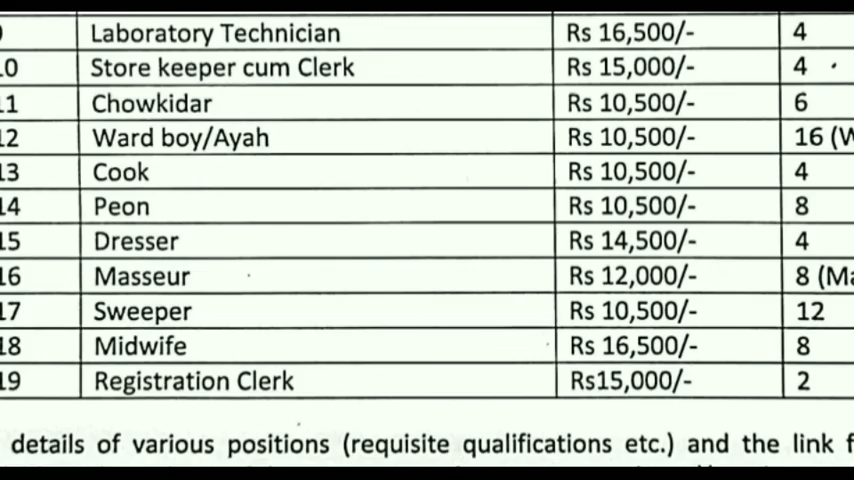 9 Laboratory Technician Rs 16,500/- 4
10 Store keeper cum Clerk Rs 15,000/- 4
11 Chowkidar Rs 10,500/- 6
12 Ward boy/Ayah Rs 10,500/- 16 (W
13 Cook Rs 10,500/- 4
14 Peon Rs 10,500/- 8
15 Dresser Rs 14,500/- 4
16 Masseur Rs 12,000/- 8 (Ma
17 Sweeper Rs 10,500/- 12
18 Midwife Rs 16,500/- 8
19 Registration Clerk Rs15,000/- 2
details of various positions (requisite qualifications etc.) and the link f